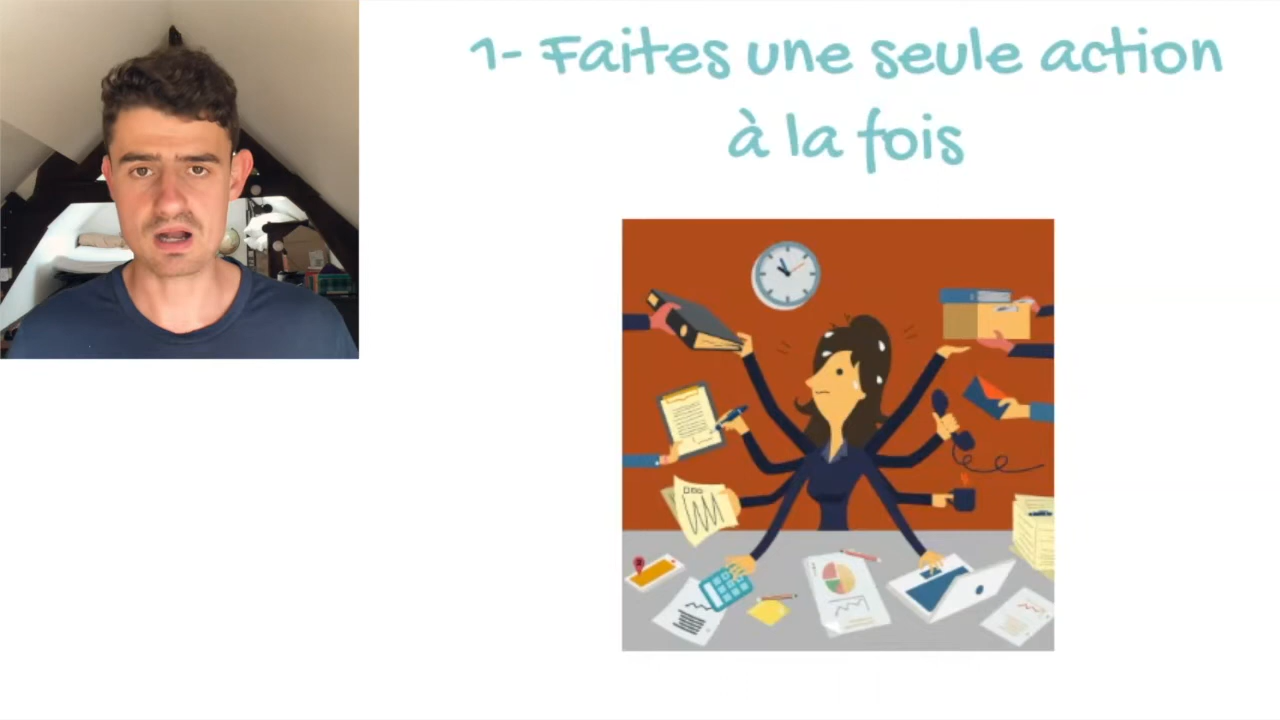 1- Faites une seule action
à la fois